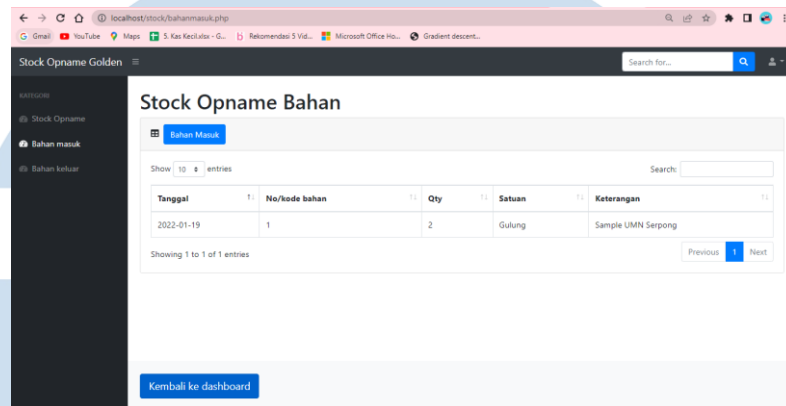 localhost/stock/bahanmasuk.php
Gmail YouTube Maps 5. Kas Kecil.xlsx - G... Rekomendasi 5 Vid... Microsoft Office Ho... Gradient descent...
Stock Opname Golden Search for...
KATEGORI
Stock Opname
Bahan masuk
Bahan keluar
Stock Opname Bahan
Bahan Masuk
Show 10 entries Search:
Tanggal No/kode bahan Qty Satuan Keterangan
2022-01-19 1 2 Gulung Sample UMN Serpong
Showing 1 to 1 of 1 entries Previous 1 Next
Kembali ke dashboard